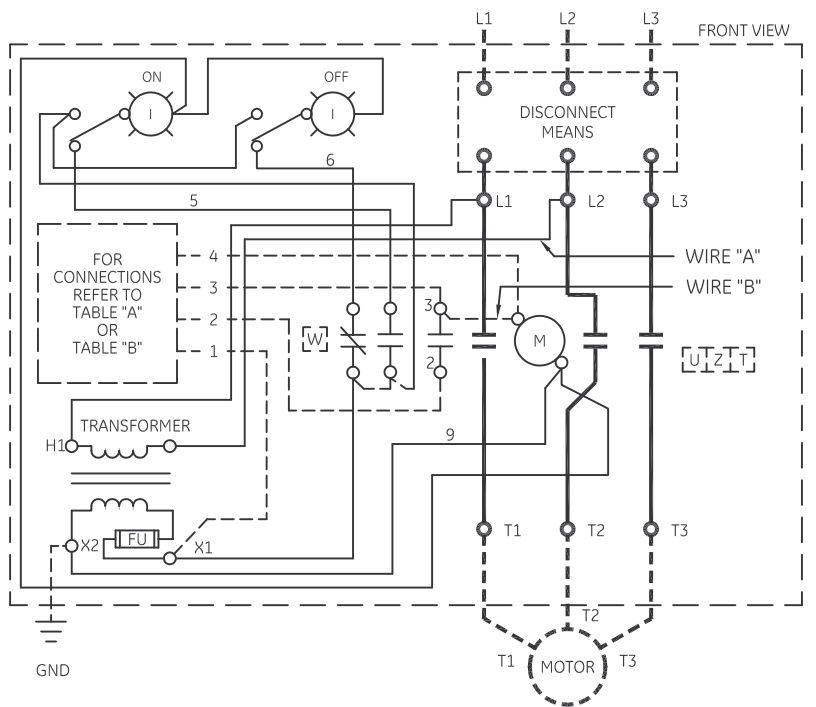 L1 L2 L3
FRONT VIEW
ON OFF
I I
DISCONNECT
MEANS
6
5
L1 L2 L3
FOR
CONNECTIONS
REFER TO
TABLE "A"
OR
TABLE "B"
4
3
2
1
WIRE "A"
WIRE "B"
3
W
M
2
U Z T
TRANSFORMER
H1
9
FU
X2 X1
T1 T2 T3
GND
T2
T1 MOTOR T3